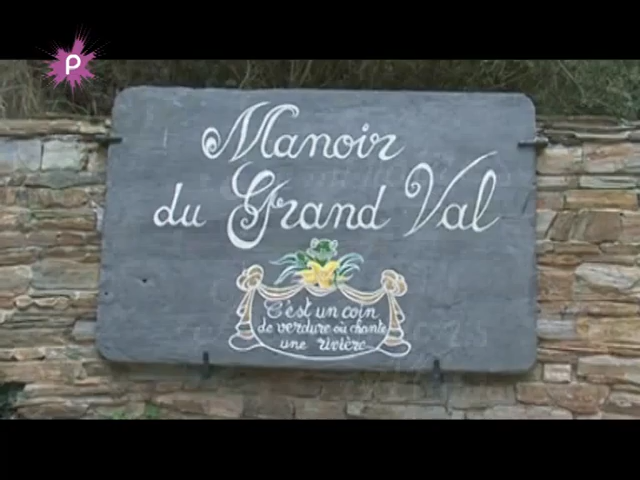 P
Manoir
du Grand Val
C'est un coin
de verdure où chante
une rivière